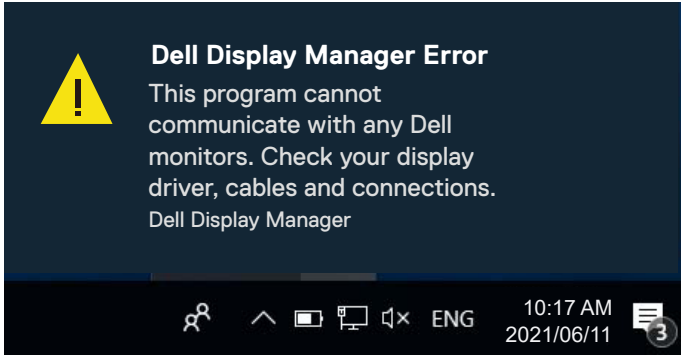 Dell Display Manager Error
This program cannot
communicate with any Dell
monitors. Check your display
driver, cables and connections.
Dell Display Manager
ENG
10:17 AM
2021/06/11
3